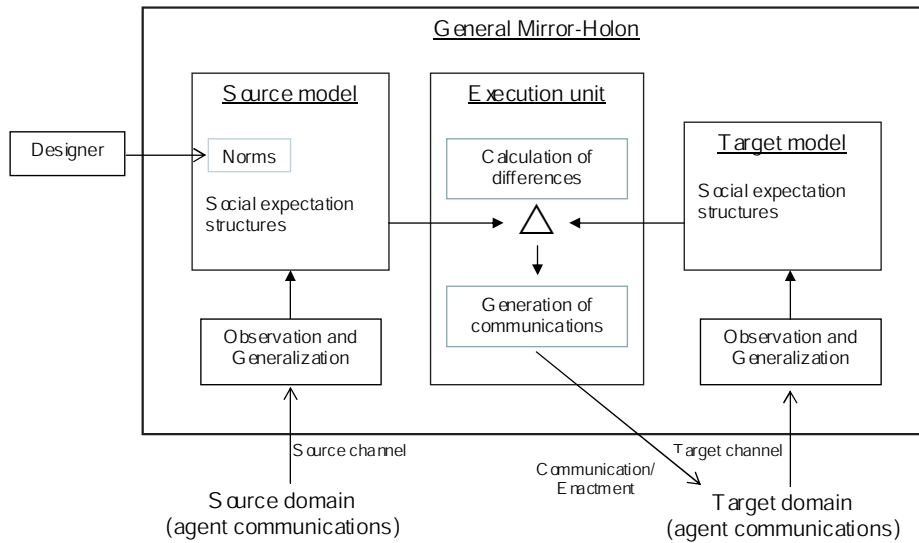 General Mirror-Holon
Source model
Execution unit
Target model
Designer
Norms
Calculation of
differences
Social expectation
structures
Social expectation
structures
Generation of
communications
Observation and
Generalization
Observation and
Generalization
Source channel
Target channel
Communication/
Enactment
Source domain
(agent communications)
Target domain
(agent communications)